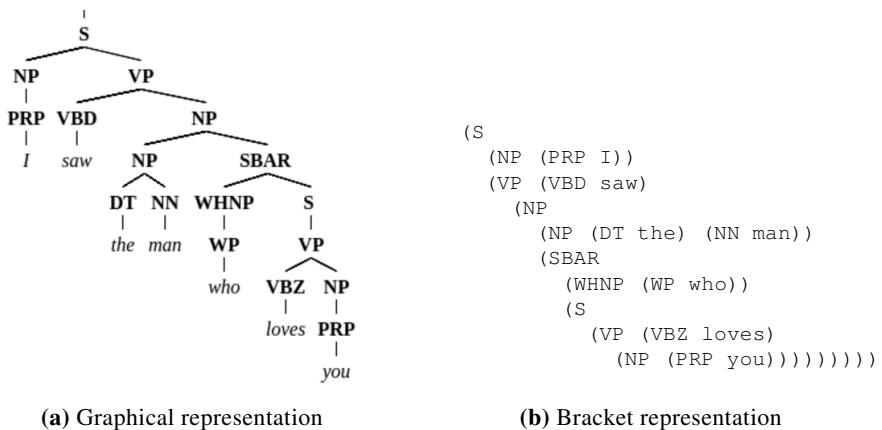 S
NP VP
PRP VBD NP
I saw NP SBAR
DT NN WHNP S
the man WP VP
who VBZ NP
loves PRP
you
(a) Graphical representation
(S
(NP (PRP I))
(VP (VBD saw)
(NP
(NP (DT the) (NN man))
(SBAR
(WHNP (WP who))
(S
(VP (VBZ loves)
(NP (PRP you)))))))))
(b) Bracket representation